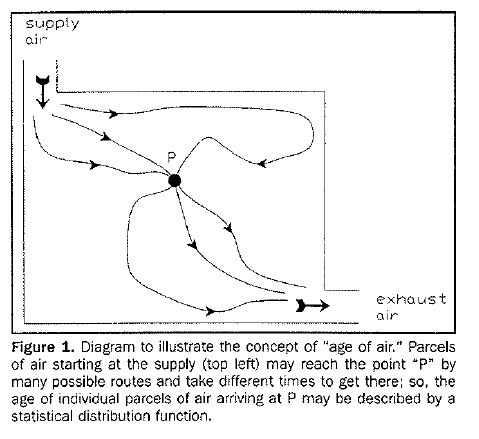 supply
air
P
exhaust
air
Figure 1. Diagram to illustrate the concept of "age of air." Parcels
of air starting at the supply (top left) may reach the point "P" by
many possible routes and take different times to get there; so, the
age of individual parcels of air arriving at P may be described by a
statistical distribution function.